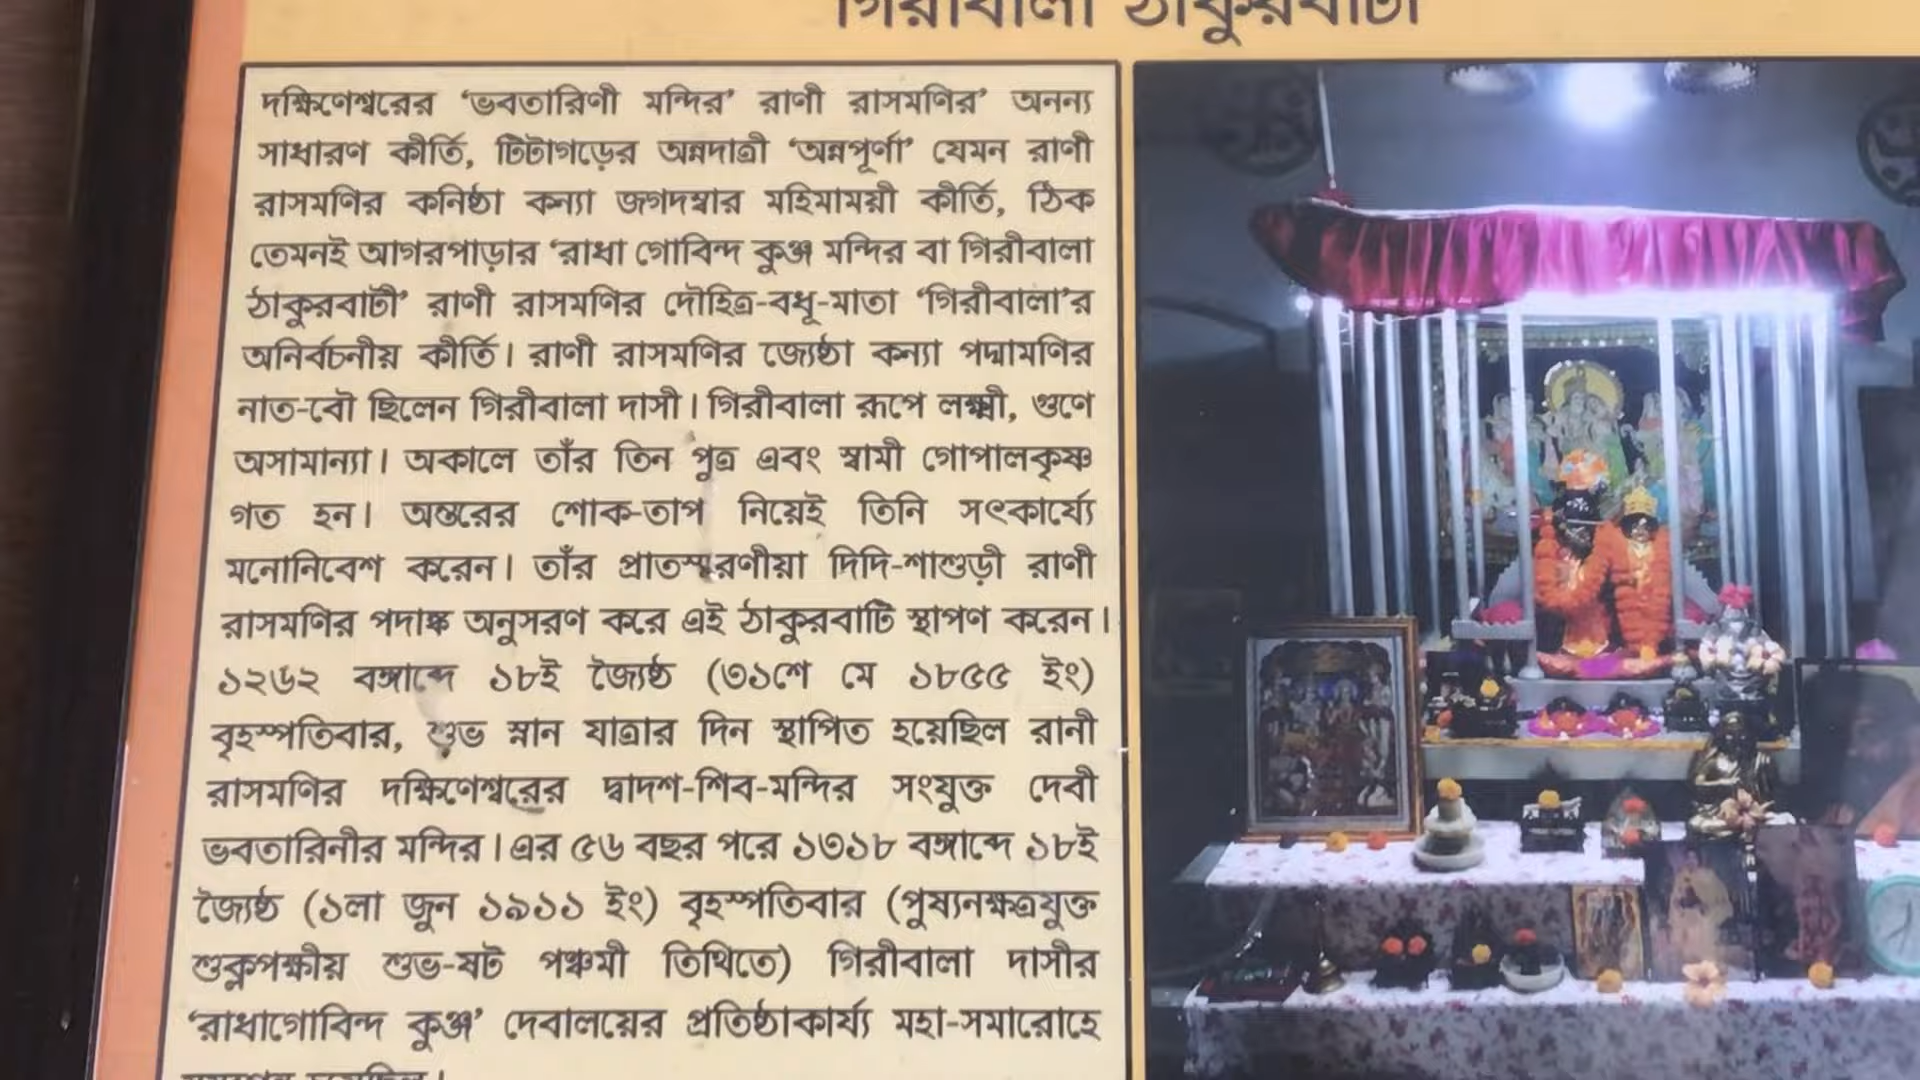 গিরীবালা ঠাকুরবাটী
দক্ষিণেশ্বরের ‘ভবতারিণী মন্দির’ রাণী রাসমণির’ অনন্য
সাধারণ কীর্তি, টিটাগড়ের অন্নদাত্রী ‘অন্নপূর্ণা’ যেমন রাণী
রাসমণির কনিষ্ঠা কন্যা জগদম্বার মহিমাময়ী কীর্তি, ঠিক
তেমনই আগরপাড়ার ‘রাধা গোবিন্দ কুঞ্জ মন্দির বা গিরীবালা
ঠাকুরবাটী’ রাণী রাসমণির দৌহিত্র-বধূ-মাতা ‘গিরীবালা’র
অনির্বচনীয় কীর্তি। রাণী রাসমণির জ্যেষ্ঠা কন্যা পদ্মামণির
নাত-বৌ ছিলেন গিরীবালা দাসী। গিরীবালা রূপে লক্ষ্মী, গুণে
অসামান্যা। অকালে তাঁর তিন পুত্র এবং স্বামী গোপালকৃষ্ণ
গত হন। অন্তরের শোক-তাপ নিয়েই তিনি সৎকার্য্যে
মনোনিবেশ করেন। তাঁর প্রাতস্মরণীয়া দিদি-শাশুড়ী রাণী
রাসমণির পদাঙ্ক অনুসরণ করে এই ঠাকুরবাটি স্থাপণ করেন।
১২৬২ বঙ্গাব্দে ১৮ই জ্যৈষ্ঠ (৩১শে মে ১৮৫৫ ইং)
বৃহস্পতিবার, শুভ স্নান যাত্রার দিন স্থাপিত হয়েছিল রানী
রাসমণির দক্ষিণেশ্বরের দ্বাদশ-শিব-মন্দির সংযুক্ত দেবী
ভবতারিনীর মন্দির। এর ৫৬ বছর পরে ১৩১৮ বঙ্গাব্দে ১৮ই
জ্যৈষ্ঠ (১লা জুন ১৯১১ ইং) বৃহস্পতিবার (পুষ্যনক্ষত্রযুক্ত
শুক্লপক্ষীয় শুভ-ষট পঞ্চমী তিথিতে) গিরীবালা দাসীর
‘রাধাগোবিন্দ কুঞ্জ’ দেবালয়ের প্রতিষ্ঠাকার্য্য মহা-সমারোহে